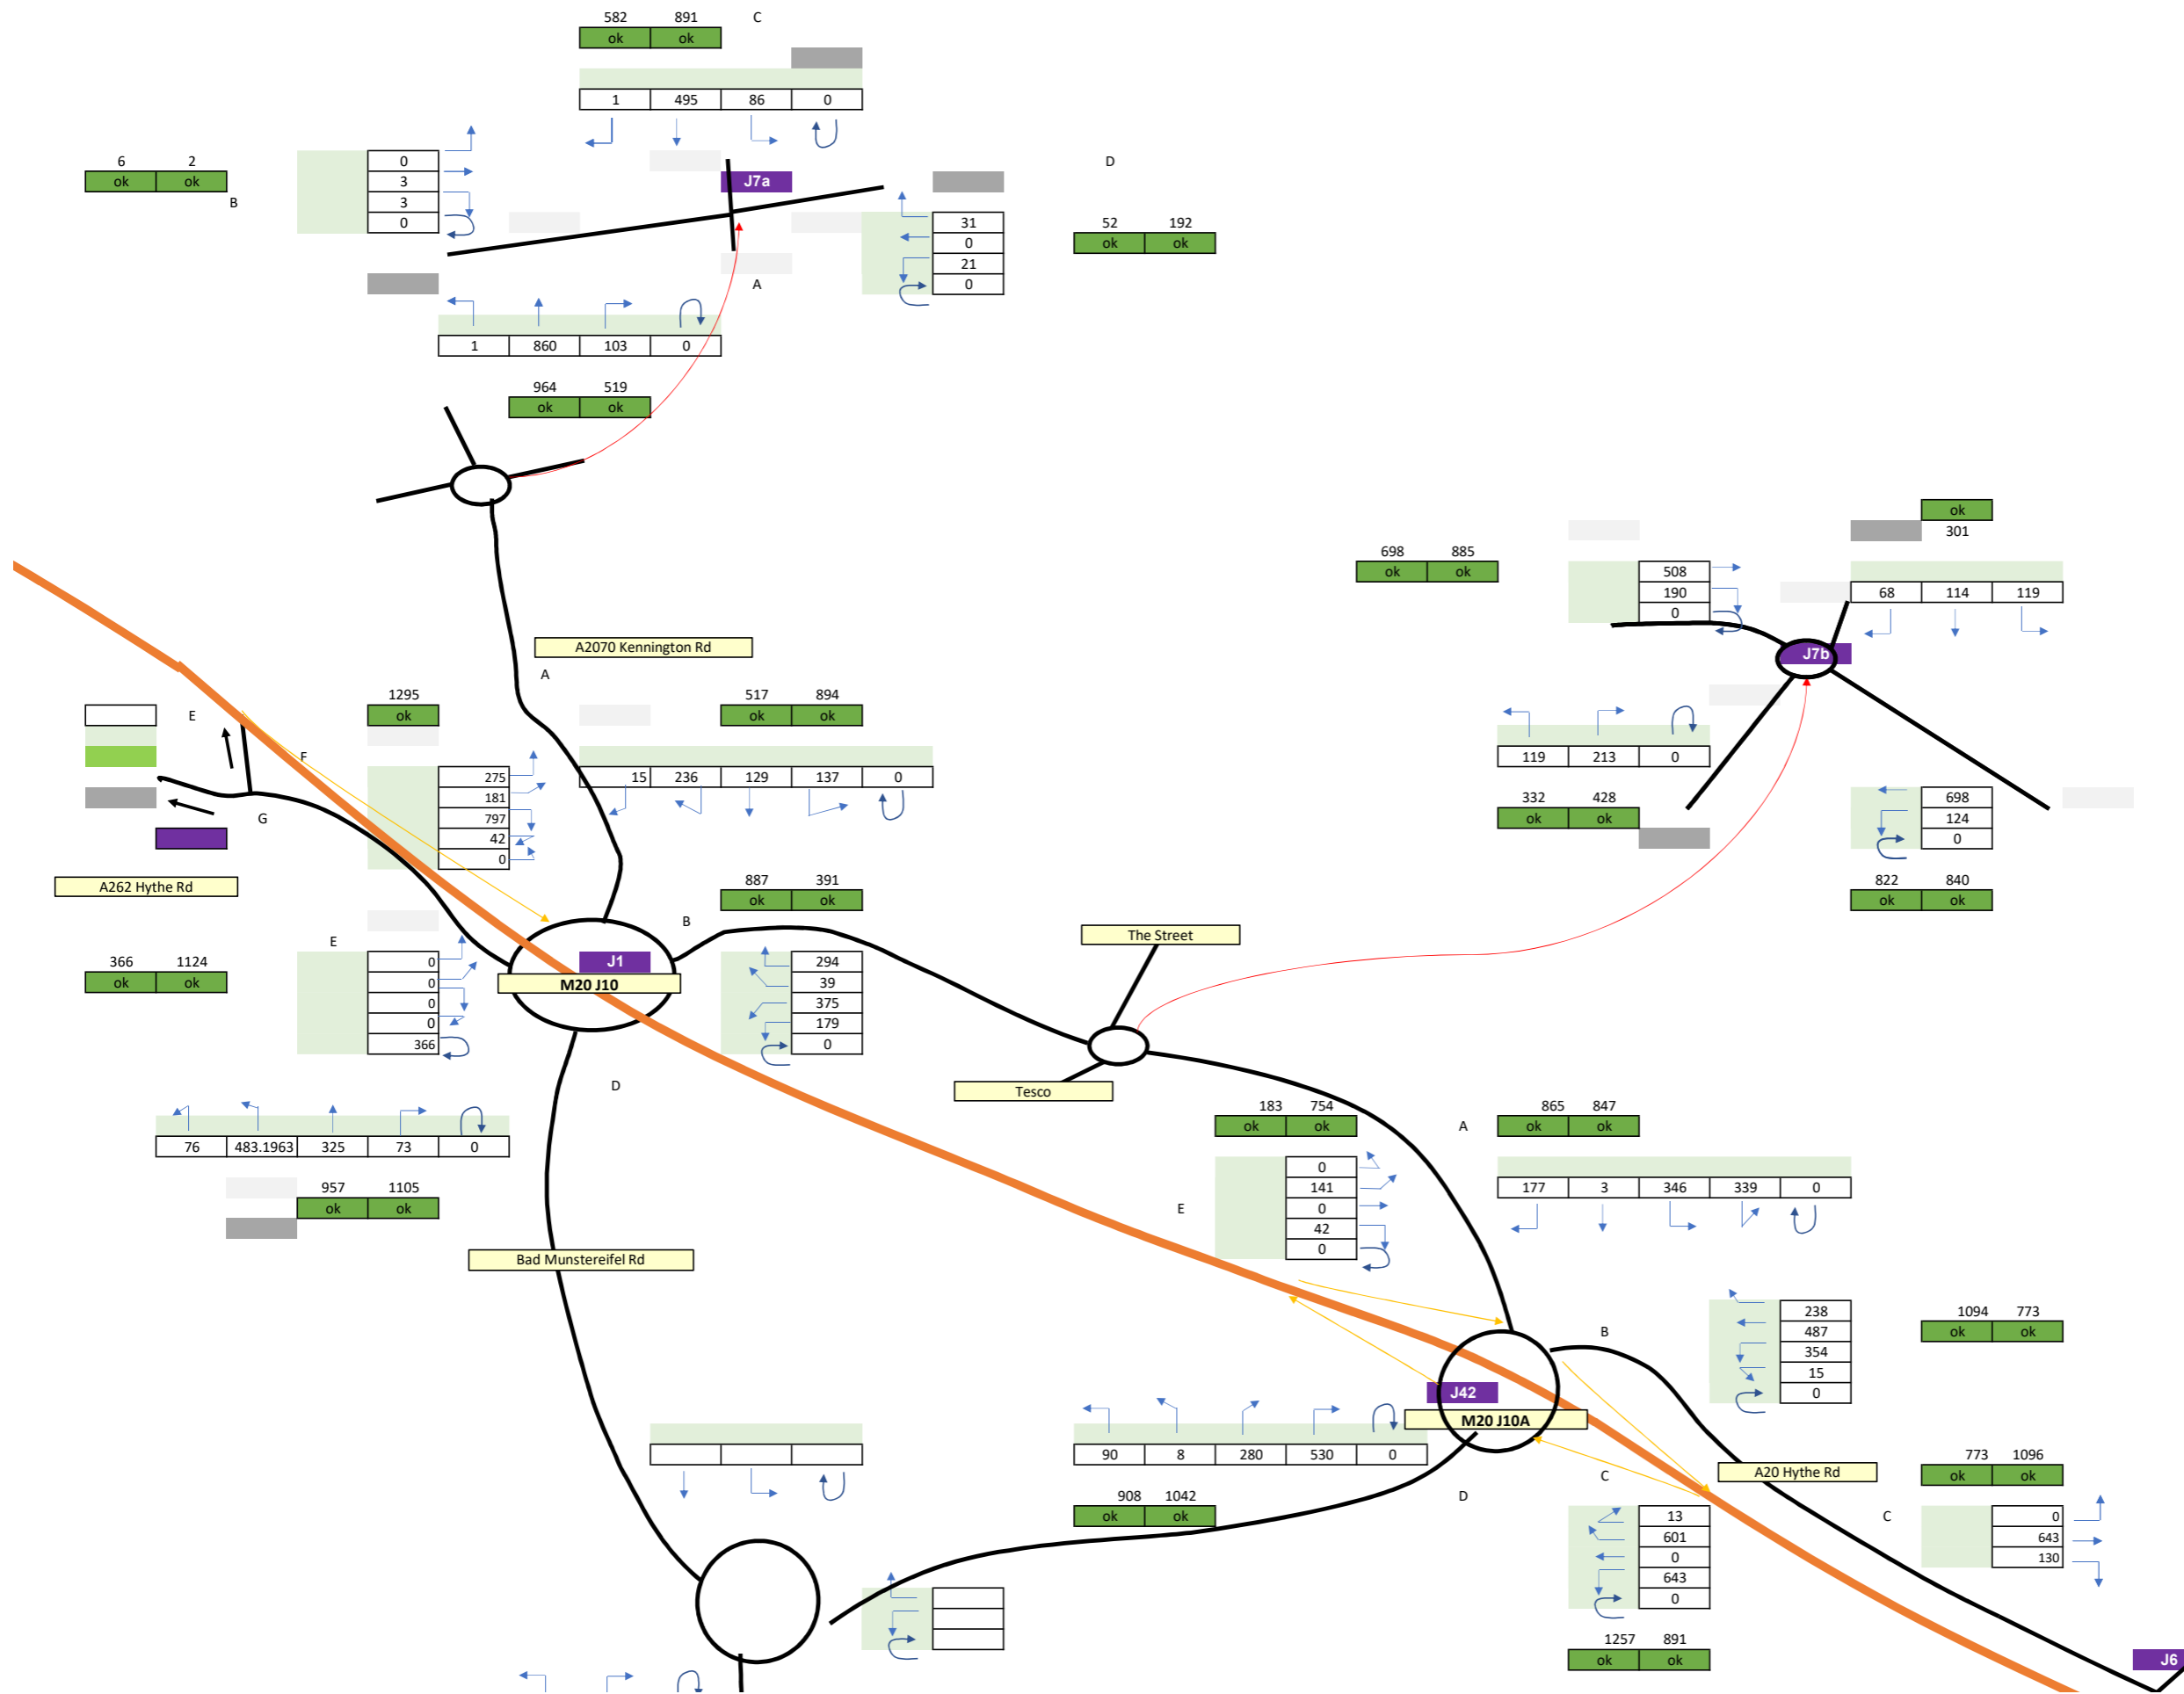 582 891 C
ok ok
1 495 86 0
6 2
ok ok
B
0
3
3
0
J7a
D
31
0
21
0
52 192
ok ok
A
1 860 103 0
964 519
ok ok
ok
301
698 885
ok ok
508
190
0
68 114 119
J7b
A2070 Kennington Rd
A
1295
ok
517 894
ok ok
E
F
G
275
181
797
42
0
15 236 129 137 0
119 213 0
332 428
ok ok
698
124
0
822 840
ok ok
A262 Hythe Rd
887 391
ok ok
B
The Street
E
366 1124
ok ok
0
0
0
0
366
J1
M20 J10
294
39
375
179
0
D
Tesco
76 483.1963 325 73 0
957 1105
ok ok
183 754
ok ok
A
865 847
ok ok
E
0
141
0
42
0
177 3 346 339 0
Bad Munstereifel Rd
B
238
487
354
15
0
1094 773
ok ok
J42
M20 J10A
90 8 280 530 0
908 1042
ok ok
D
C
A20 Hythe Rd
773 1096
ok ok
C
0
643
130
13
601
0
643
0
1257 891
ok ok
J6